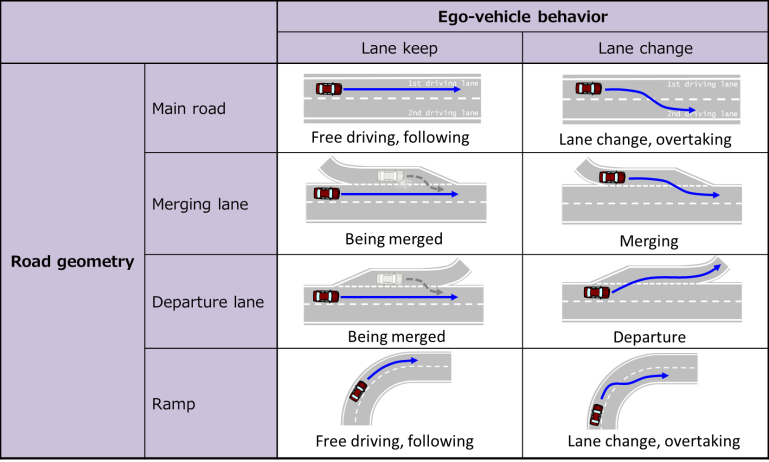 Ego-vehicle behavior
Lane keep
Lane change
Road geometry
Main road
1st driving lane
2nd driving lane
Free driving, following
1st driving lane
2nd driving lane
Lane change, overtaking
Merging lane
Being merged
Merging
Departure lane
Being merged
Departure
Ramp
Free driving, following
Lane change, overtaking